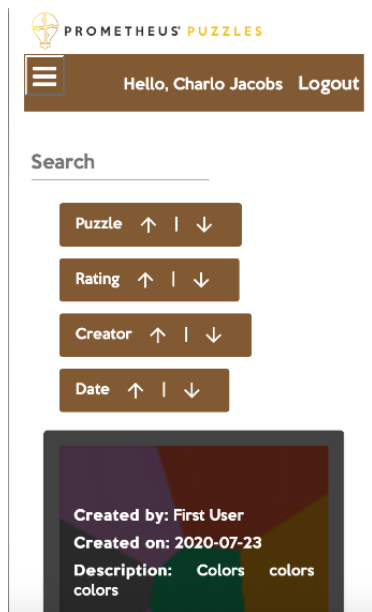 PROMETHEUS' PUZZLES
Hello, Charlo Jacobs Logout
Search
Puzzle ↑ | ↓
Rating ↑ | ↓
Creator ↑ | ↓
Date ↑ | ↓
Created by: First User
Created on: 2020-07-23
Description: Colors colors
colors